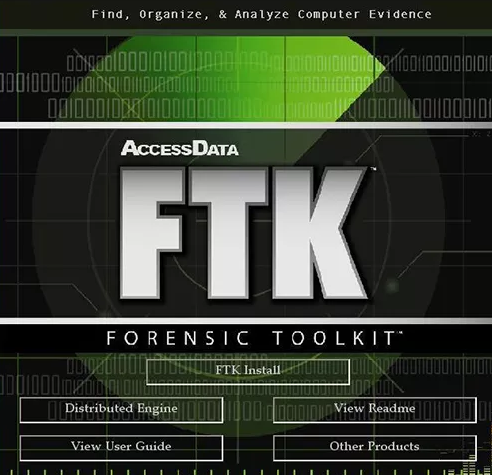 Find, Organize, & Analyze Computer Evidence
ACCESSDATA
FTK™
FORENSIC TOOLKIT™
FTK Install
Distributed Engine
View Readme
View User Guide
Other Products